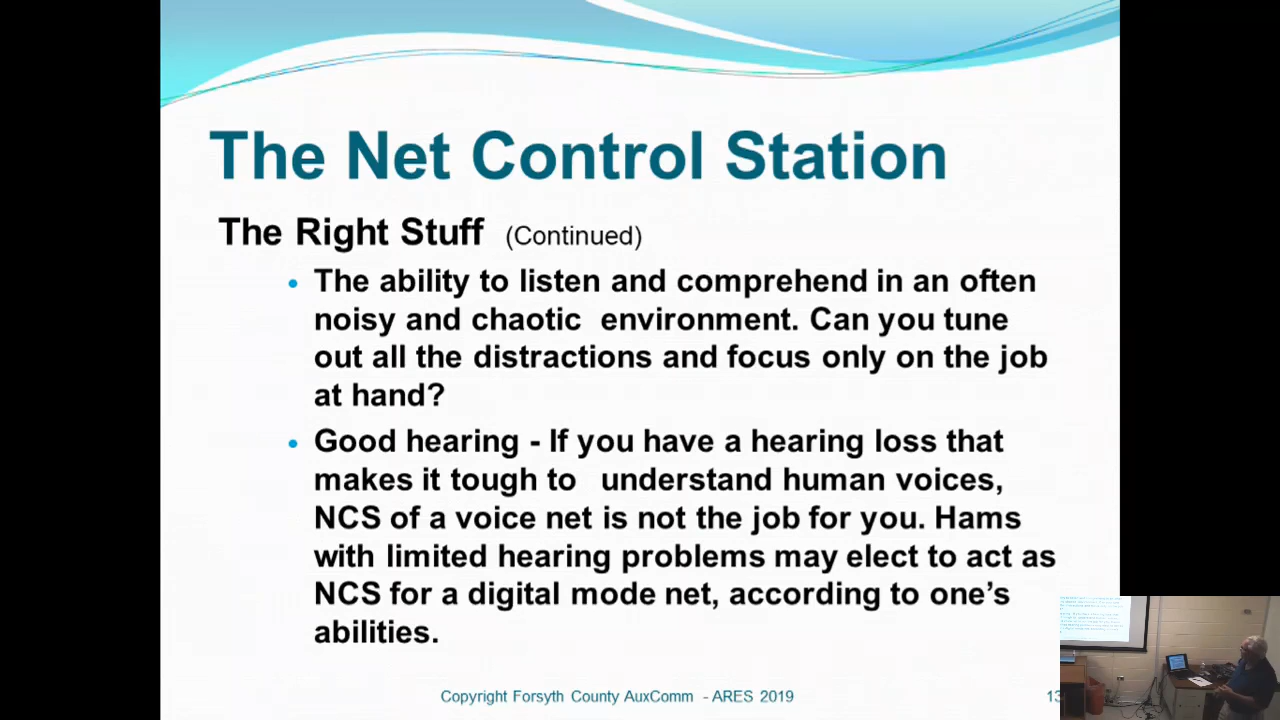 The Net Control Station
The Right Stuff (Continued)
• The ability to listen and comprehend in an often
noisy and chaotic environment. Can you tune
out all the distractions and focus only on the job
at hand?
• Good hearing - If you have a hearing loss that
makes it tough to understand human voices,
NCS of a voice net is not the job for you. Hams
with limited hearing problems may elect to act as
NCS for a digital mode net, according to one’s
abilities.
Copyright Forsyth County AuxComm - ARES 2019
13